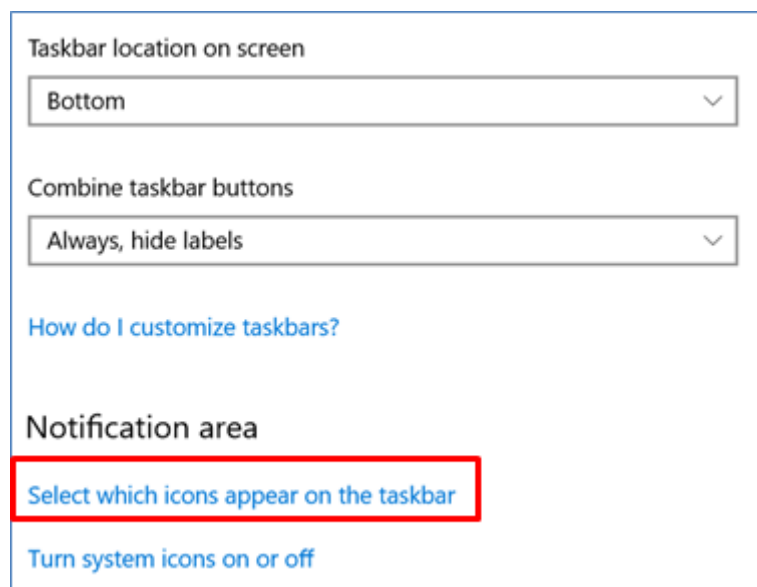 Taskbar location on screen
Bottom
Combine taskbar buttons
Always, hide labels
How do I customize taskbars?
Notification area
Select which icons appear on the taskbar
Turn system icons on or off